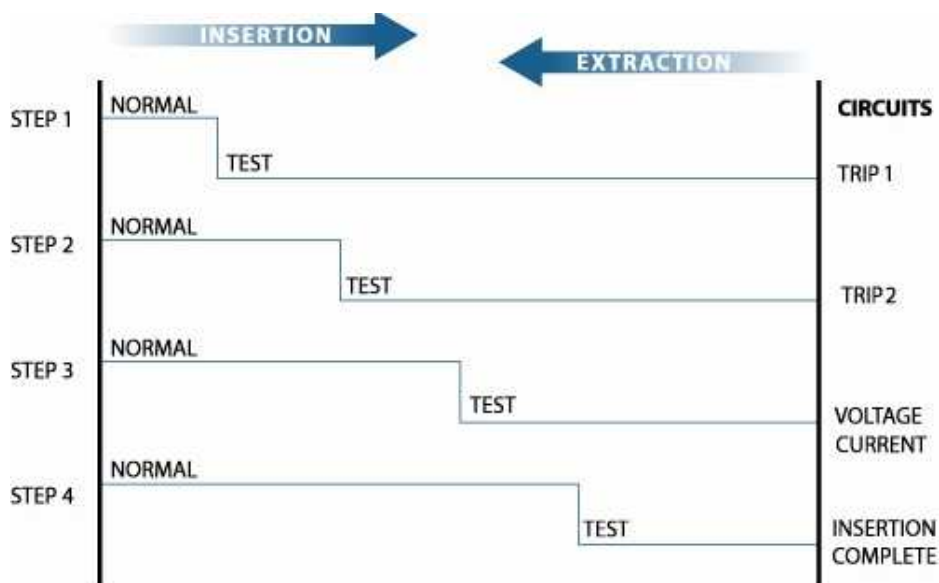 INSERTION
EXTRACTION
CIRCUITS
STEP 1
NORMAL
TEST
TRIP 1
STEP 2
NORMAL
TEST
TRIP 2
STEP 3
NORMAL
TEST
VOLTAGE
CURRENT
STEP 4
NORMAL
TEST
INSERTION
COMPLETE